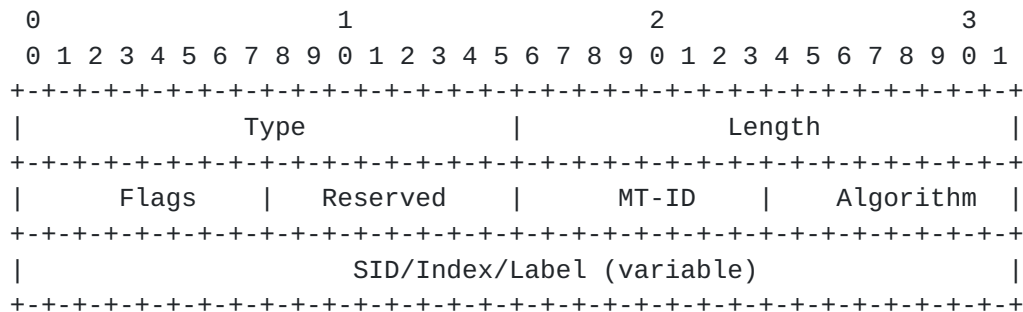 0                   1                   2                   3
 0 1 2 3 4 5 6 7 8 9 0 1 2 3 4 5 6 7 8 9 0 1 2 3 4 5 6 7 8 9 0 1
+-+-+-+-+-+-+-+-+-+-+-+-+-+-+-+-+-+-+-+-+-+-+-+-+-+-+-+-+-+-+-+-+
|              Type             |             Length            |
+-+-+-+-+-+-+-+-+-+-+-+-+-+-+-+-+-+-+-+-+-+-+-+-+-+-+-+-+-+-+-+-+
|      Flags    |   Reserved    |      MT-ID    |    Algorithm  |
+-+-+-+-+-+-+-+-+-+-+-+-+-+-+-+-+-+-+-+-+-+-+-+-+-+-+-+-+-+-+-+-+
|                     SID/Index/Label (variable)                |
+-+-+-+-+-+-+-+-+-+-+-+-+-+-+-+-+-+-+-+-+-+-+-+-+-+-+-+-+-+-+-+-+